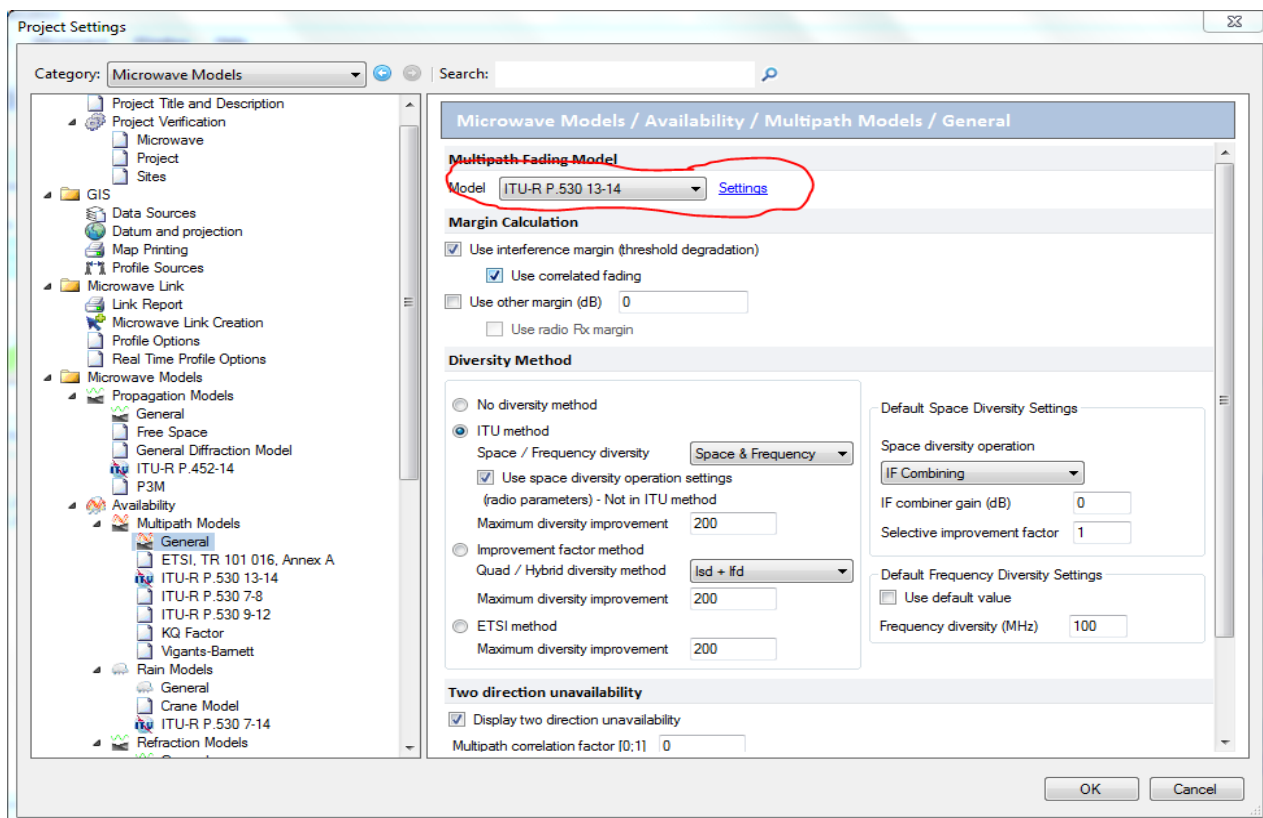 Project Settings
Category: Microwave Models Search:
Project Title and Description
Project Verification
Microwave
Project
Sites
GIS
Data Sources
Datum and projection
Map Printing
Profile Sources
Microwave Link
Link Report
Microwave Link Creation
Profile Options
Real Time Profile Options
Microwave Models
Propagation Models
General
Free Space
General Diffraction Model
ITU-R P.452-14
P3M
Availability
Multipath Models
General
ETSI, TR 101 016, Annex A
ITU-R P.530 13-14
ITU-R P.530 7-8
ITU-R P.530 9-12
KQ Factor
Vigants-Barnett
Rain Models
General
Crane Model
ITU-R P.530 7-14
Refraction Models
Microwave Models / Availability / Multipath Models / General
Multipath Fading Model
Model ITU-R P.530 13-14 Settings
Margin Calculation
Use interference margin (threshold degradation)
Use correlated fading
Use other margin (dB) 0
Use radio Rx margin
Diversity Method
No diversity method
ITU method
Space / Frequency diversity Space & Frequency
Use space diversity operation settings
(radio parameters) - Not in ITU method
Maximum diversity improvement 200
Improvement factor method
Quad / Hybrid diversity method Isd + Ifd
Maximum diversity improvement 200
ETSI method
Maximum diversity improvement 200
Default Space Diversity Settings
Space diversity operation
IF Combining
IF combiner gain (dB) 0
Selective improvement factor 1
Default Frequency Diversity Settings
Use default value
Frequency diversity (MHz) 100
Two direction unavailability
Display two direction unavailability
Multipath correlation factor [0;1] 0
OK Cancel